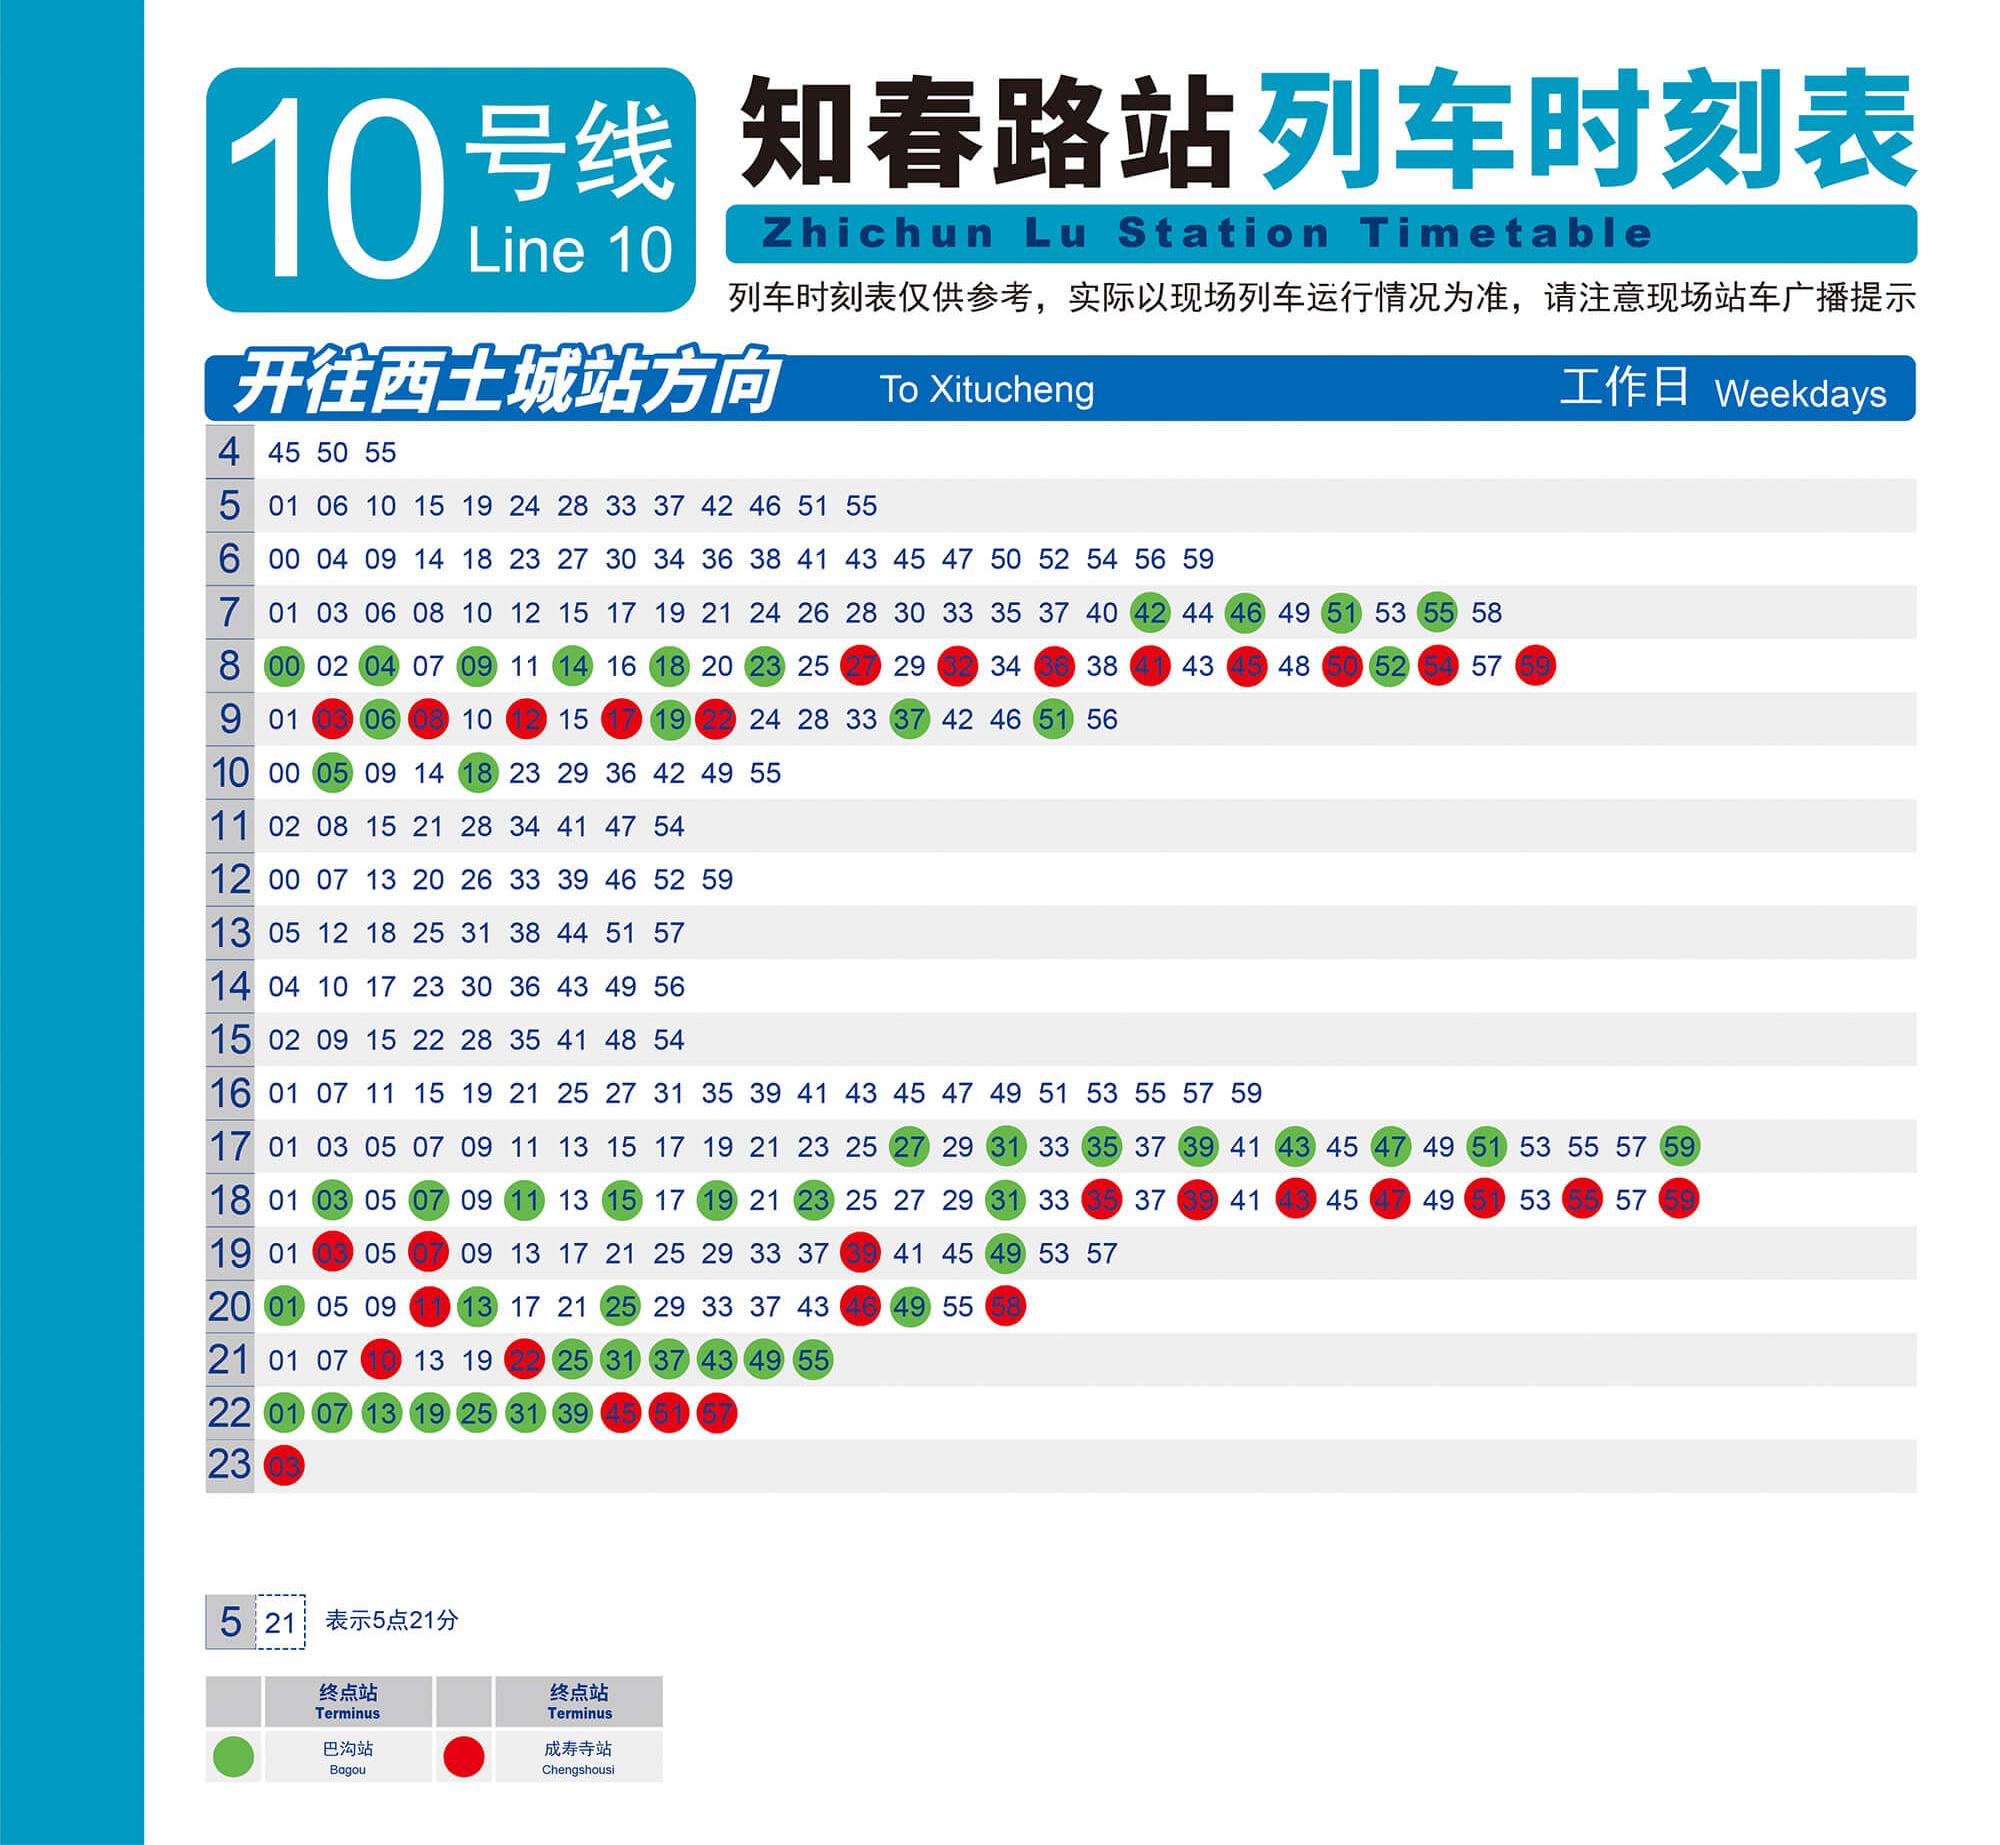 10号线
Line 10
知春路站列车时刻表
Zhichun Lu Station Timetable
列车时刻表仅供参考，实际以现场列车运行情况为准，请注意现场站车广播提示
开往西土城站方向 To Xitucheng 工作日 Weekdays
4 45 50 55
5 01 06 10 15 19 24 28 33 37 42 46 51 55
6 00 04 09 14 18 23 27 30 34 36 38 41 43 45 47 50 52 54 56 59
7 01 03 06 08 10 12 15 17 19 21 24 26 28 30 33 35 37 40 42 44 46 49 51 53 55 58
8 00 02 04 07 09 11 14 16 18 20 23 25 27 29 32 34 36 38 41 43 45 48 50 52 54 57 59
9 01 03 06 08 10 12 15 17 19 22 24 28 33 37 42 46 51 56
10 00 05 09 14 18 23 29 36 42 49 55
11 02 08 15 21 28 34 41 47 54
12 00 07 13 20 26 33 39 46 52 59
13 05 12 18 25 31 38 44 51 57
14 04 10 17 23 30 36 43 49 56
15 02 09 15 22 28 35 41 48 54
16 01 07 11 15 19 21 25 27 31 35 39 41 43 45 47 49 51 53 55 57 59
17 01 03 05 07 09 11 13 15 17 19 21 23 25 27 29 31 33 35 37 39 41 43 45 47 49 51 53 55 57 59
18 01 03 05 07 09 11 13 15 17 19 21 23 25 27 29 31 33 35 37 39 41 43 45 47 49 51 53 55 57 59
19 01 03 05 07 09 13 17 21 25 29 33 37 39 41 45 49 53 57
20 01 05 09 11 13 17 21 25 29 33 37 43 46 49 55 58
21 01 07 10 13 19 22 25 31 37 43 49 55
22 01 07 13 19 25 31 39 45 51 57
23 03
5 21 表示5点21分
终点站 终点站
Terminus Terminus
巴沟站 成寿寺站
Bagou Chengshousi